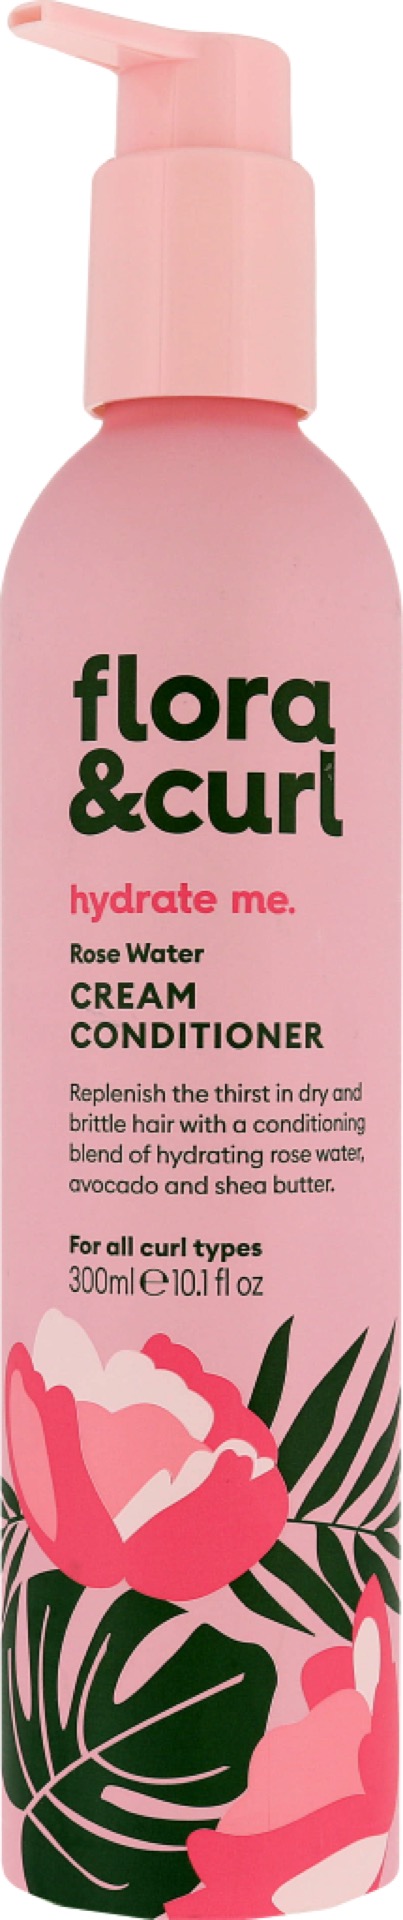 flora
&curl
hydrate me.
Rose Water
CREAM
CONDITIONER
Replenish the thirst in dry and
brittle hair with a conditioning
blend of hydrating rose water,
avocado and shea butter.
For all curl types
300ml ℮ 10.1 fl oz